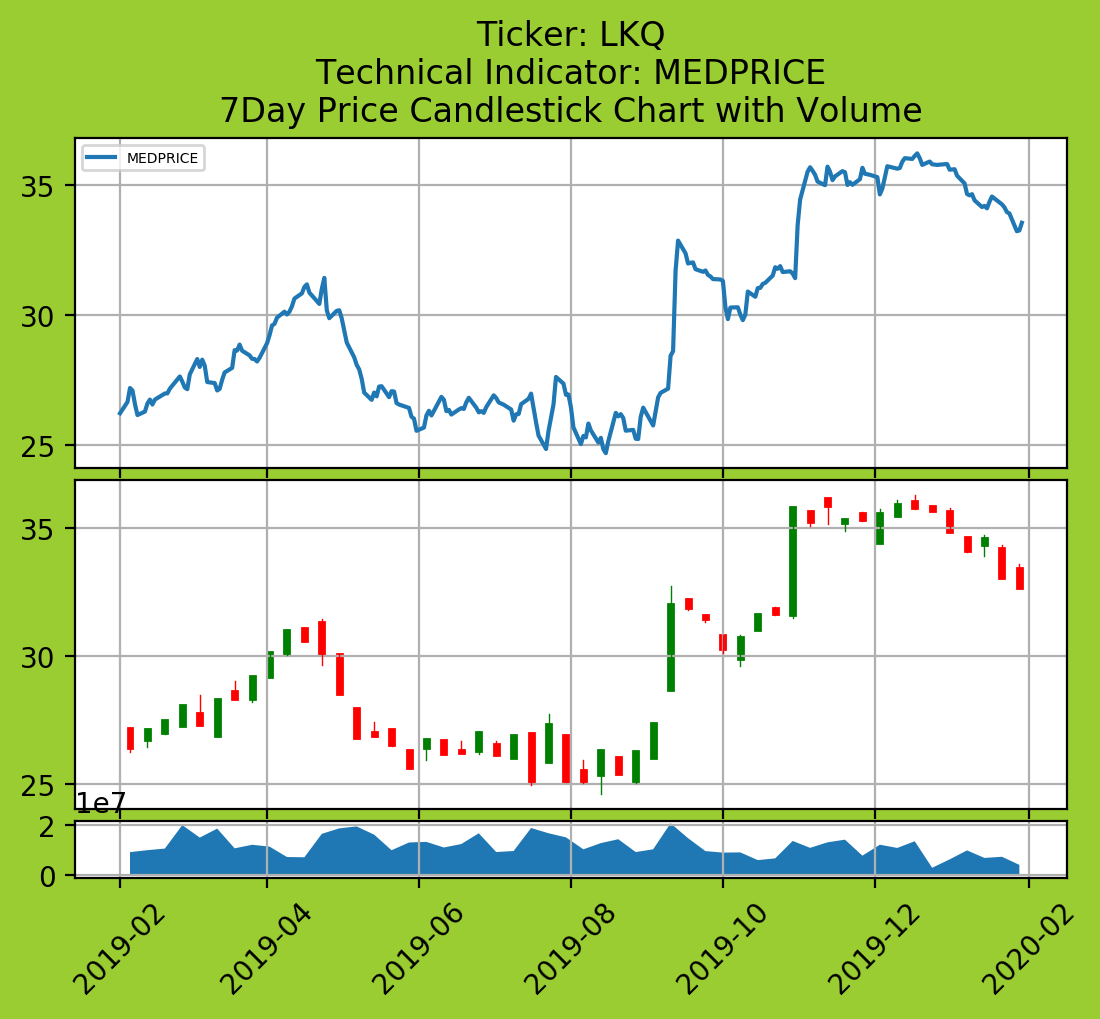 Ticker: LKQ
Technical Indicator: MEDPRICE
7Day Price Candlestick Chart with Volume
MEDPRICE
35
30
25
35
30
25
1e7
2
0
2019-02 2019-04 2019-06 2019-08 2019-10 2019-12 2020-02